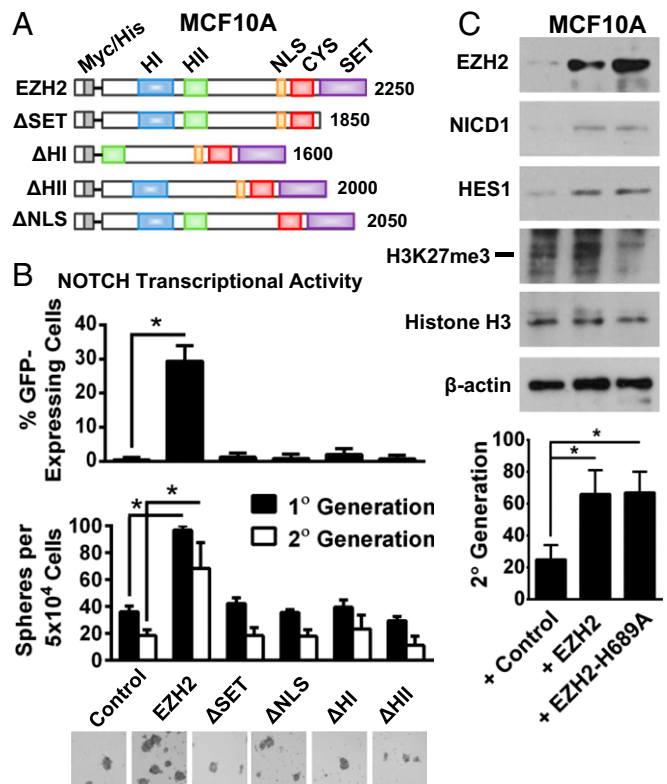 A
MCF10A
Myc/His HI HII NLS CYS SET
EZH2 2250
ΔSET 1850
ΔHI 1600
ΔHII 2000
ΔNLS 2050
B
NOTCH Transcriptional Activity
% GFP-
Expressing Cells
40
30
20
10
0
*
Spheres per
5x10⁴ Cells
100
80
60
40
20
0
* *
1° Generation
2° Generation
Control EZH2 ΔSET ΔNLS ΔHI ΔHII
C
MCF10A
EZH2
NICD1
HES1
H3K27me3
Histone H3
β-actin
2° Generation
100
80
60
40
20
0
*
*
+ Control + EZH2 + EZH2-H689A